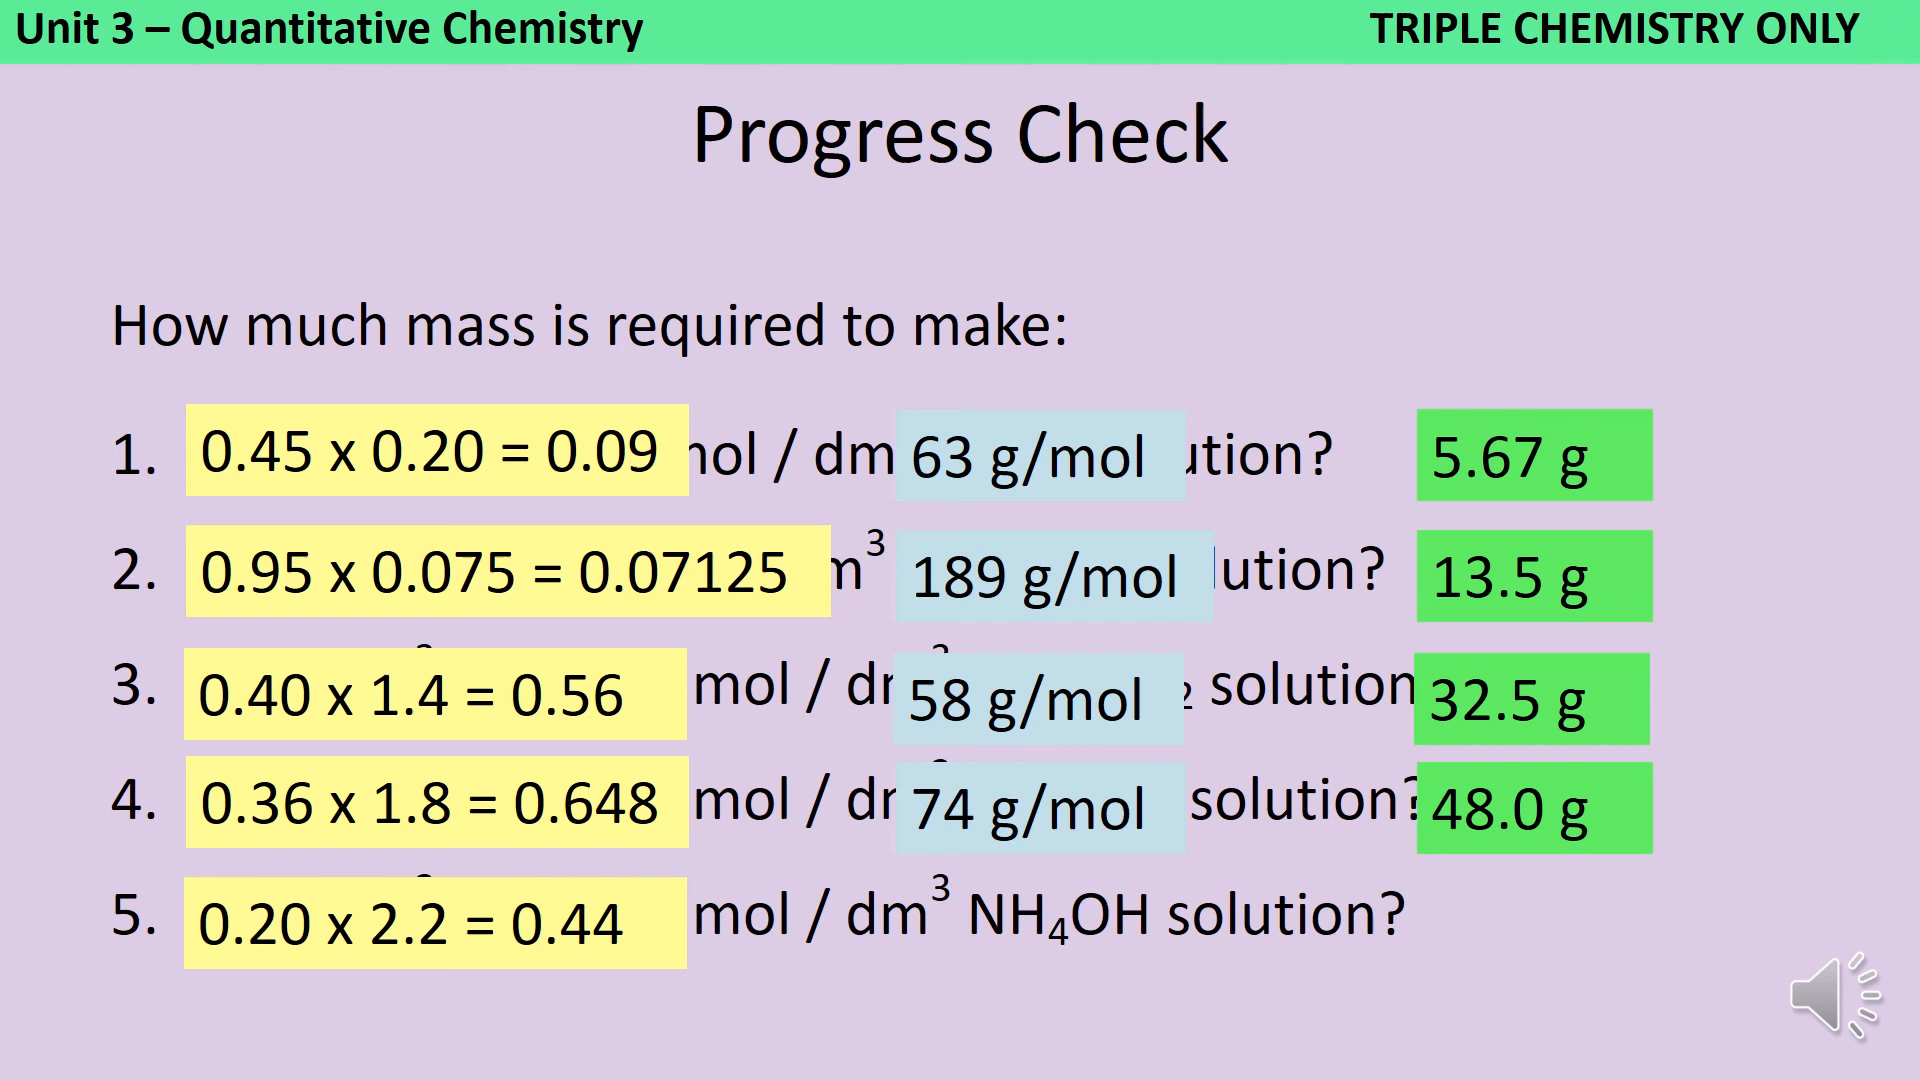 Unit 3 – Quantitative Chemistry TRIPLE CHEMISTRY ONLY
Progress Check
How much mass is required to make:
1. 0.45 x 0.20 = 0.09 / dm 63 g/mol 5.67 g
2. 0.95 x 0.075 = 0.07125 ³ 189 g/mol 13.5 g
3. 0.40 x 1.4 = 0.56 mol / 58 g/mol ₂ solution 32.5 g
4. 0.36 x 1.8 = 0.648 mol / 74 g/mol solution? 48.0 g
5. 0.20 x 2.2 = 0.44 mol / dm³ NH₄OH solution?